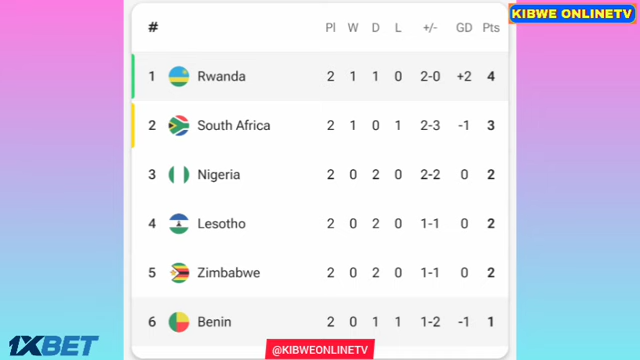 KIBWE ONLINETV
# Pl W D L +/- GD Pts
1 Rwanda 2 1 1 0 2-0 +2 4
2 South Africa 2 1 0 1 2-3 -1 3
3 Nigeria 2 0 2 0 2-2 0 2
4 Lesotho 2 0 2 0 1-1 0 2
5 Zimbabwe 2 0 2 0 1-1 0 2
6 Benin 2 0 1 1 1-2 -1 1
1XBET
@KIBWEONLINETV